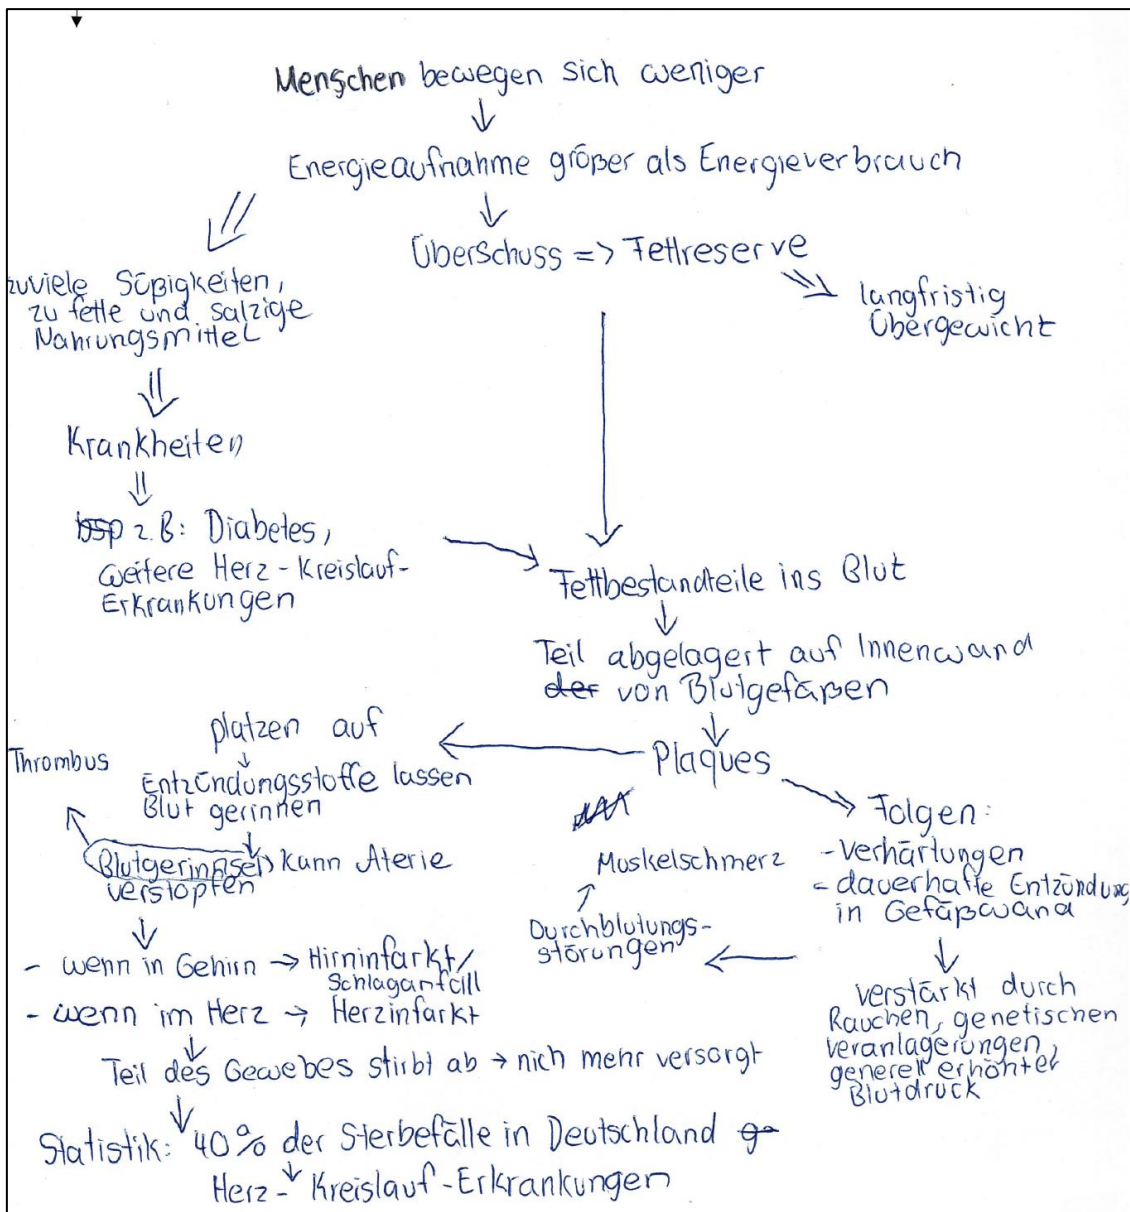 Menschen bewegen sich weniger
↓
Energieaufnahme größer als Energieverbrauch
Überschuss => Fettreserve
langfristig
Übergewicht
zuviele Süßigkeiten,
zu fette und salzige
Nahrungsmittel
Krankheiten
z.B: Diabetes,
weitere Herz-Kreislauf-
Erkrankungen
Fettbestandteile ins Blut
Teil abgelagert auf Innenwand
von Blutgefäßen
Plaques
platzen auf
Entzündungsstoffe lassen
Blut gerinnen
Thrombus
Blutgerinnsel kann Aterie
verstopfen
- wenn in Gehirn → Hirninfarkt/
Schlaganfall
- wenn im Herz → Herzinfarkt
Teil des Gewebes stirbt ab → nich mehr versorgt
Statistik: 40% der Sterbefälle in Deutschland
Herz-Kreislauf-Erkrankungen
Folgen:
- Verhärtungen
- dauerhafte Entzündung
in Gefäßwand
verstärkt durch
Rauchen, genetischen
veranlagerungen,
generell erhöhter
Blutdruck
Durchblutungs-
störungen
Muskelschmerz